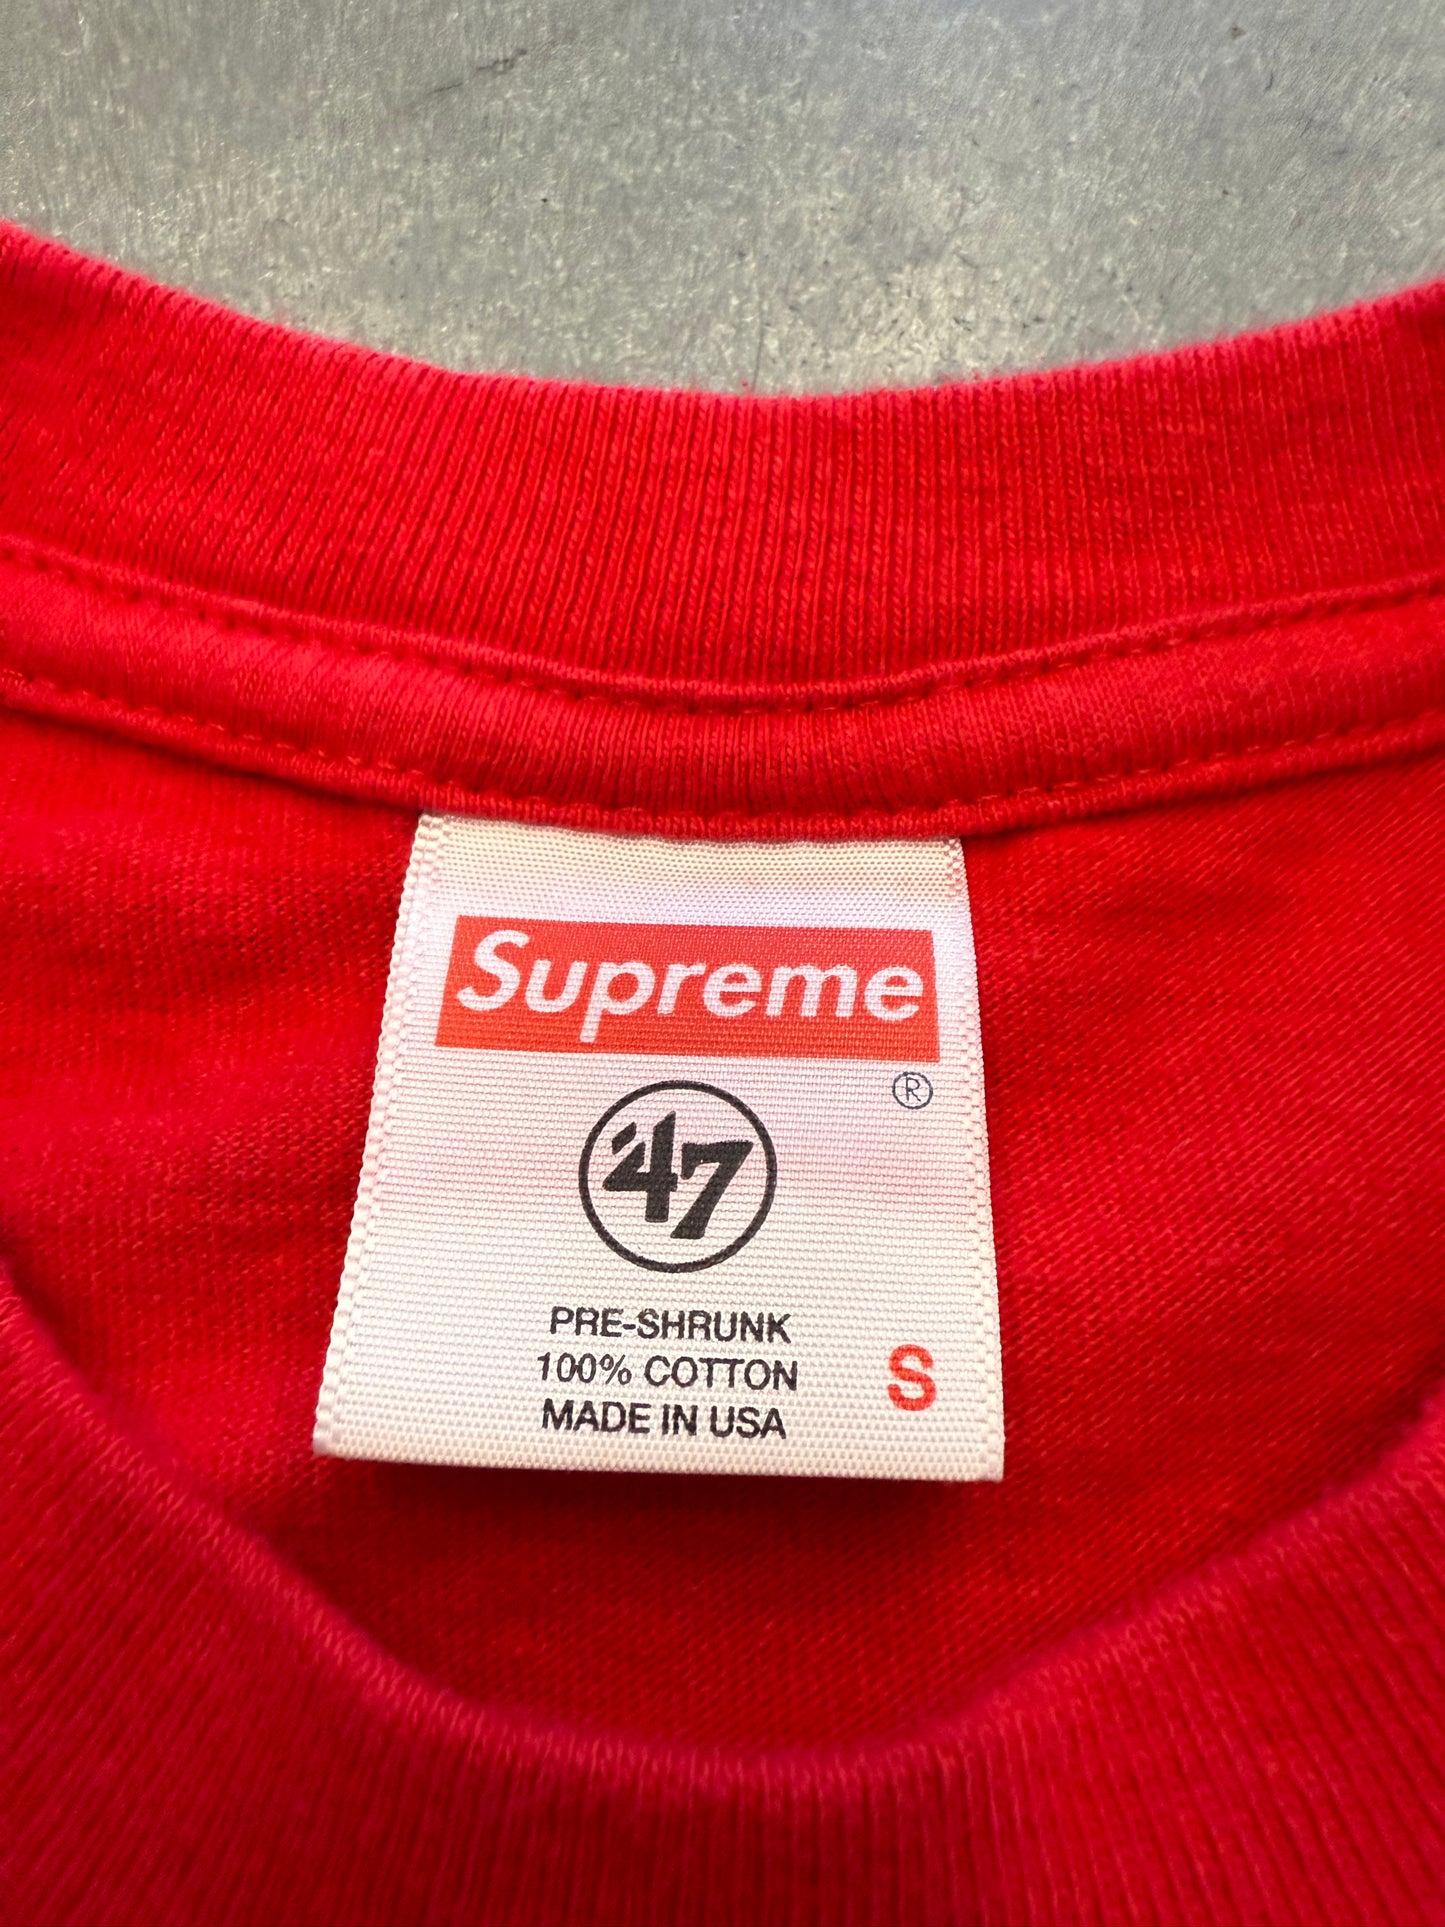 Supreme
®
'47
PRE-SHRUNK
100% COTTON
MADE IN USA
S